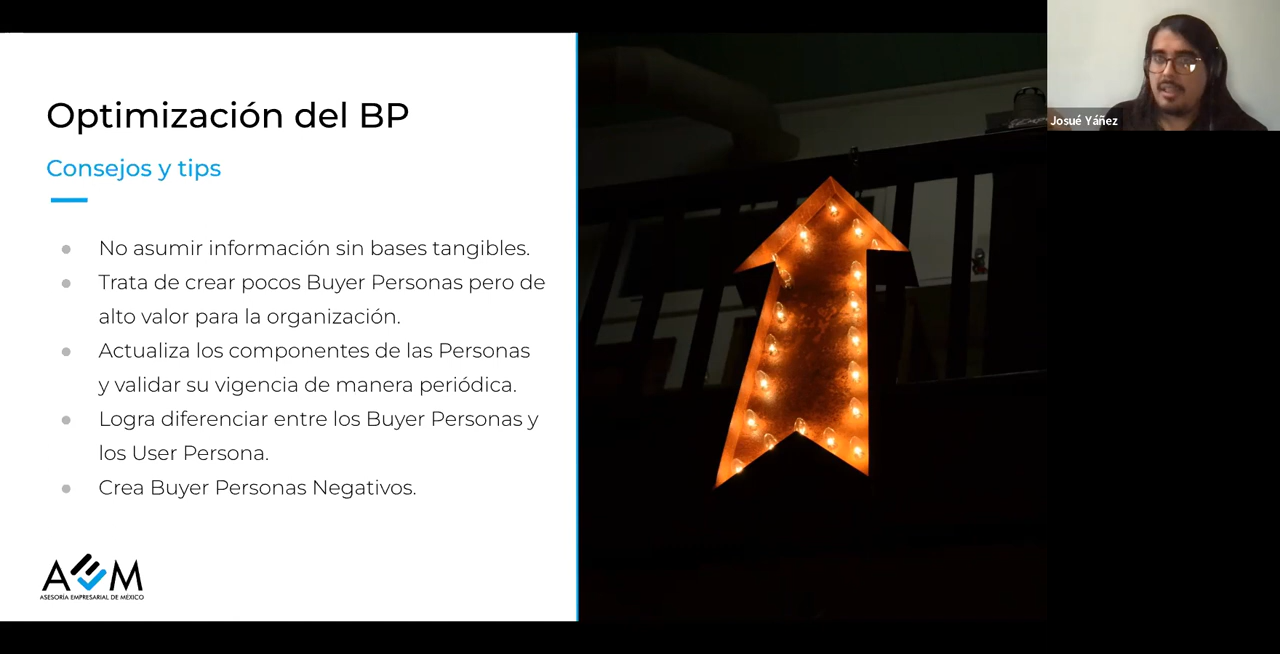 Optimización del BP
Consejos y tips
No asumir información sin bases tangibles.
Trata de crear pocos Buyer Personas pero de
alto valor para la organización.
Actualiza los componentes de las Personas
y validar su vigencia de manera periódica.
Logra diferenciar entre los Buyer Personas y
los User Persona.
Crea Buyer Personas Negativos.
AEM
ASESORÍA EMPRESARIAL DE MÉXICO
Josué Yáñez